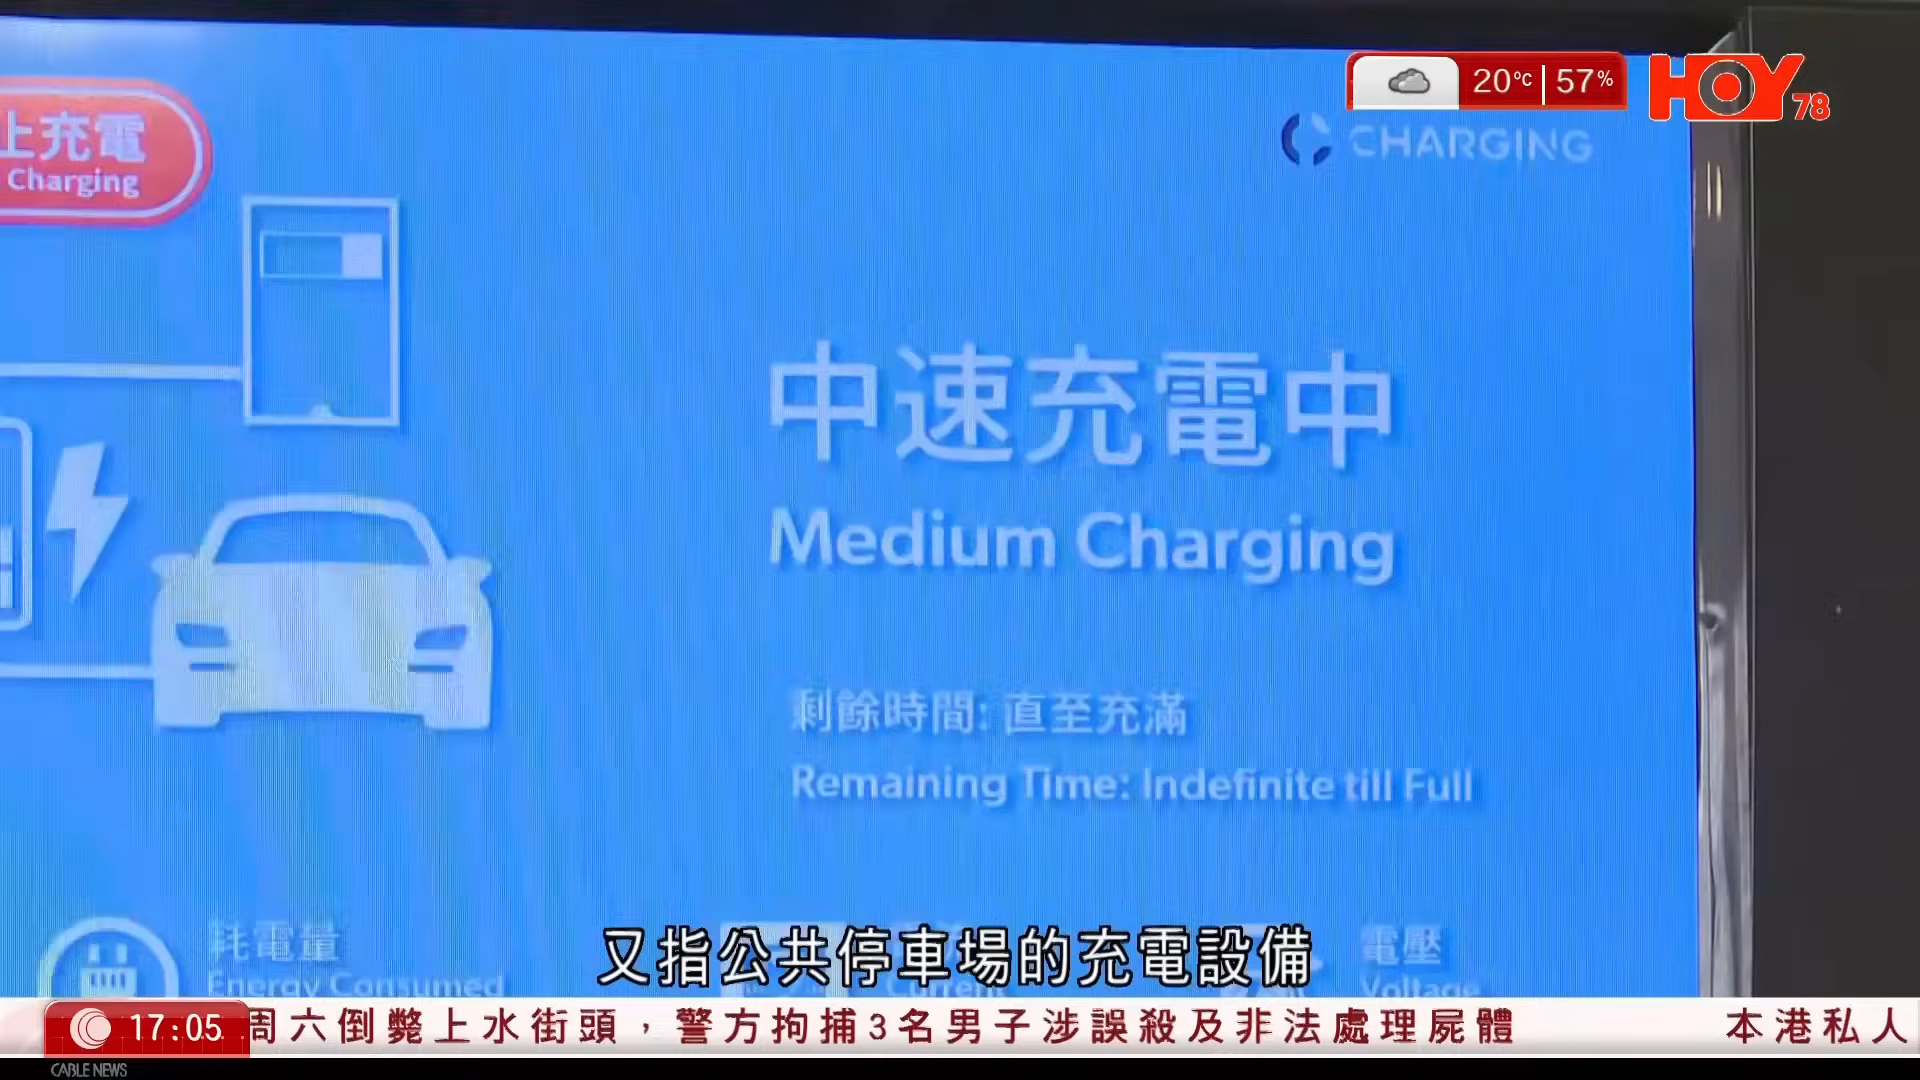 20℃ | 57%
HOY 78
上充電
Charging
CHARGING
中速充電中
Medium Charging
剩餘時間: 直至充滿
Remaining Time: Indefinite till Full
耗電量
Energy Consumed
Current
電壓
Voltage
又指公共停車場的充電設備
17:05
周六倒斃上水街頭，警方拘捕3名男子涉誤殺及非法處理屍體
本港私人
CABLE NEWS